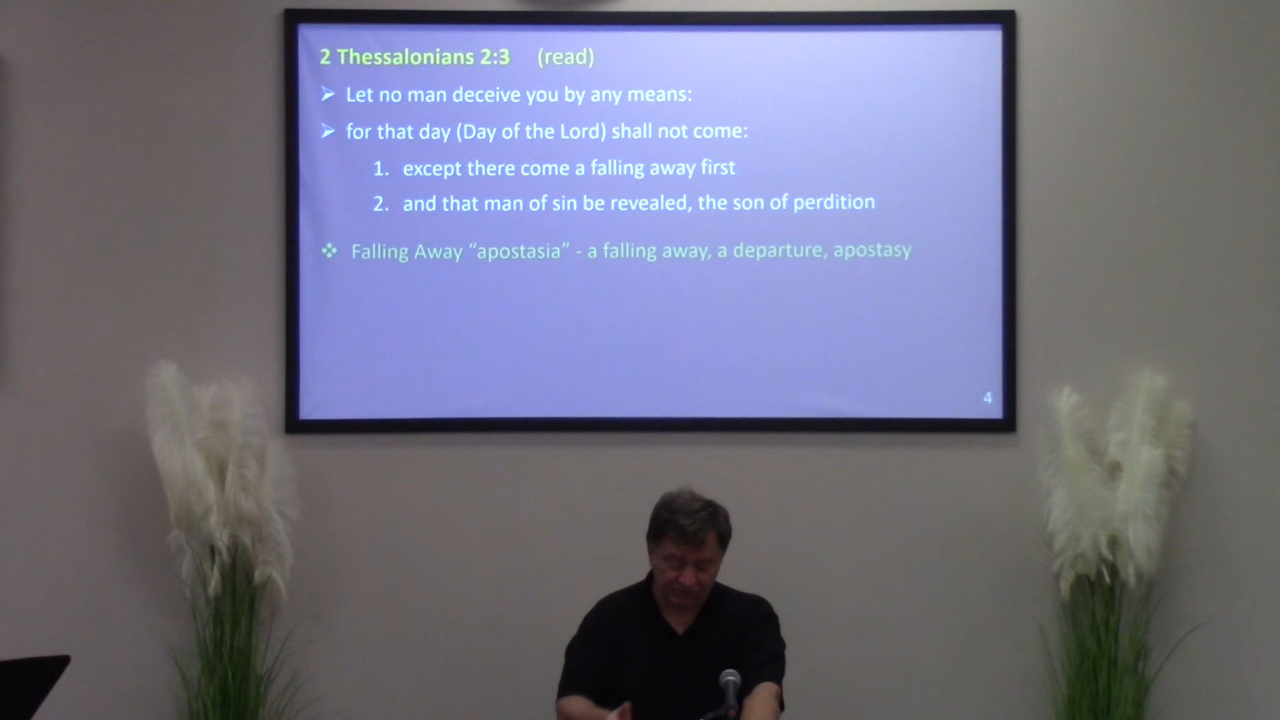 2 Thessalonians 2:3 (read)
➢ Let no man deceive you by any means:
➢ for that day (Day of the Lord) shall not come:
1. except there come a falling away first
2. and that man of sin be revealed, the son of perdition
❖ Falling Away “apostasia” - a falling away, a departure, apostasy
4